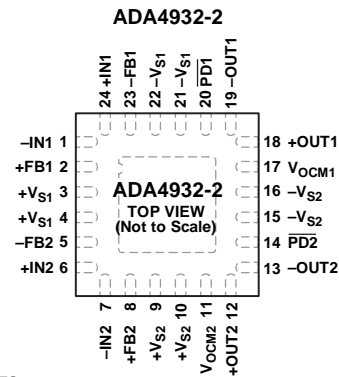 ADA4932-2
24 +IN1
23 –FB1
22 –VS1
21 –VS1
20 PD1
19 –OUT1
–IN1 1
+FB1 2
+VS1 3
+VS1 4
–FB2 5
+IN2 6
ADA4932-2
TOP VIEW
(Not to Scale)
18 +OUT1
17 VOCM1
16 –VS2
15 –VS2
14 PD2
13 –OUT2
–IN2 7
+FB2 8
+VS2 9
+VS2 10
VOCM2 11
+OUT2 12